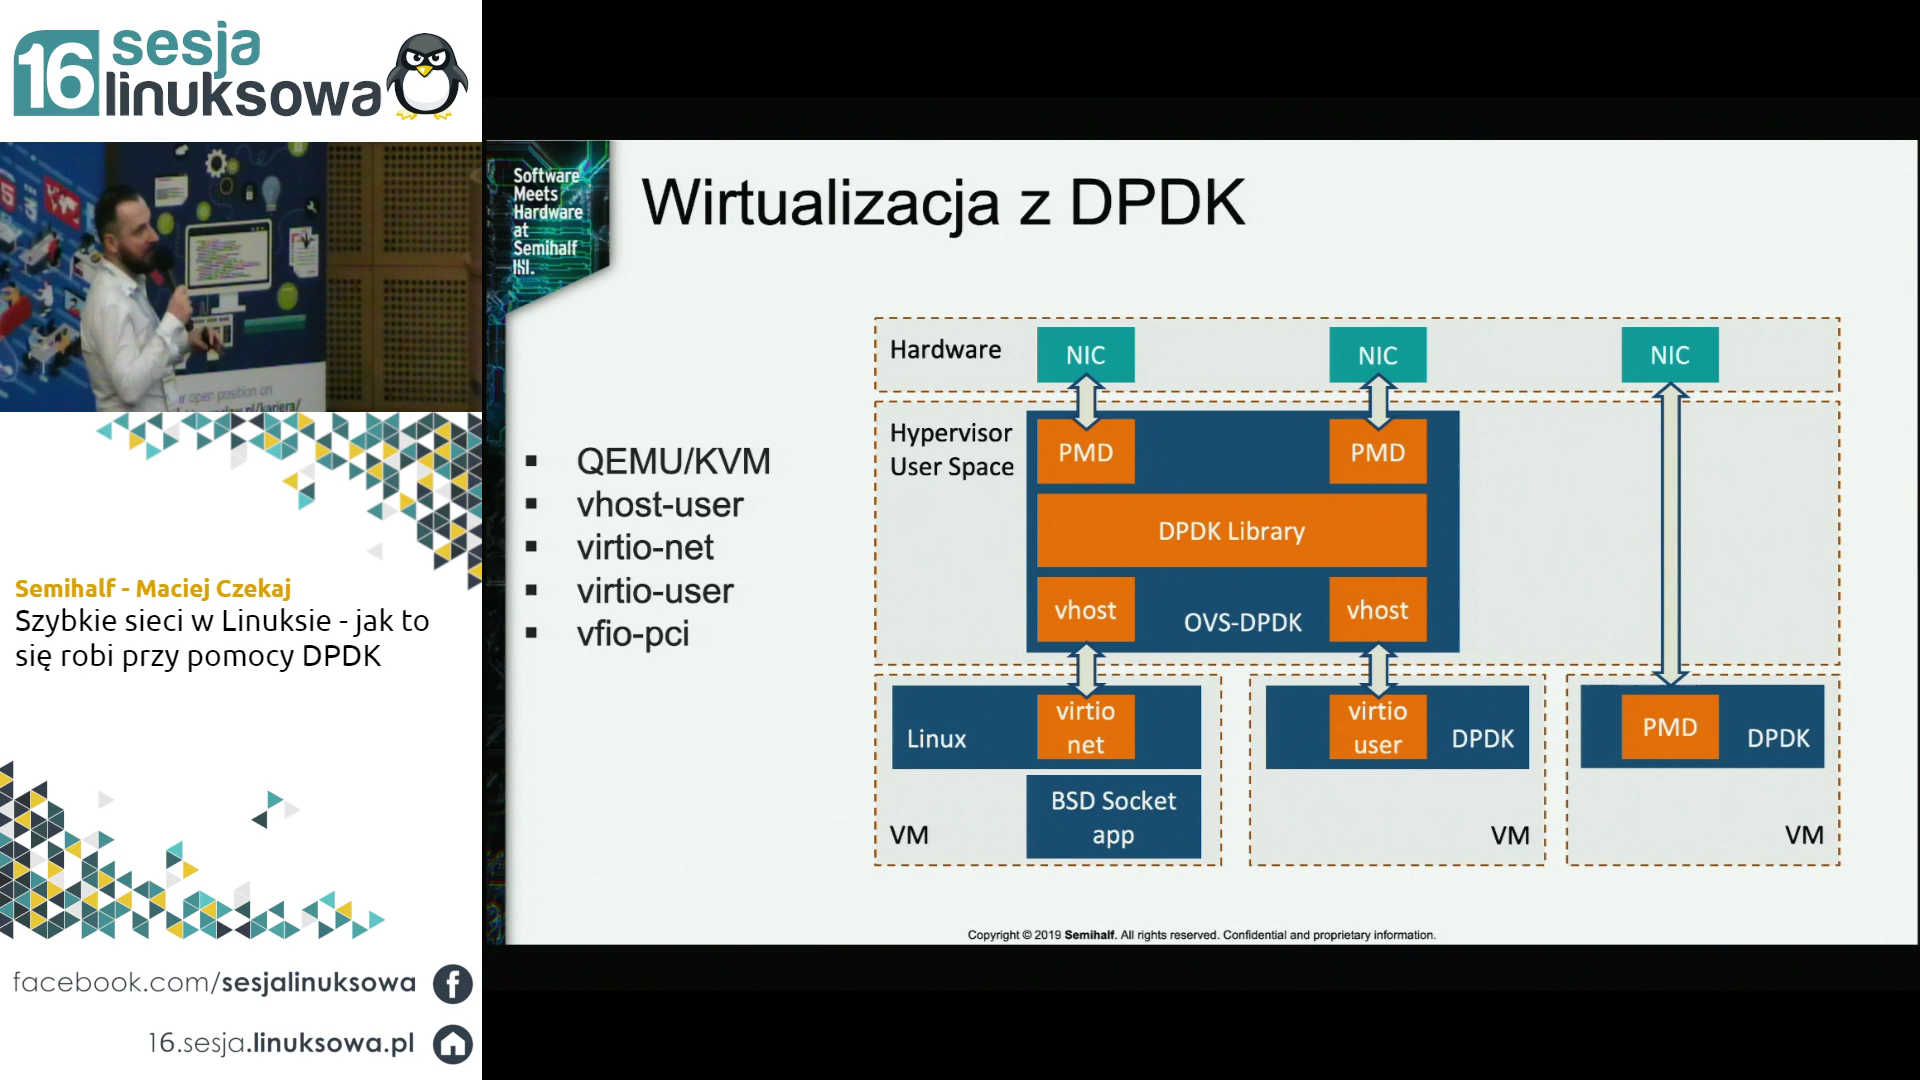 16 sesja
linuksowa
ır open position on
Semihalf - Maciej Czekaj
Szybkie sieci w Linuksie - jak to
się robi przy pomocy DPDK
facebook.com/sesjalinuksowa
16.sesja.linuksowa.pl
Software
Meets
Hardware
at
Semihalf
Wirtualizacja z DPDK
▪ QEMU/KVM
▪ vhost-user
▪ virtio-net
▪ virtio-user
▪ vfio-pci
Hardware
NIC
NIC
NIC
Hypervisor
User Space
PMD
PMD
DPDK Library
vhost
OVS-DPDK
vhost
Linux
virtio
net
BSD Socket
app
VM
virtio
user
DPDK
VM
PMD
DPDK
VM
Copyright © 2019 Semihalf. All rights reserved. Confidential and proprietary information.